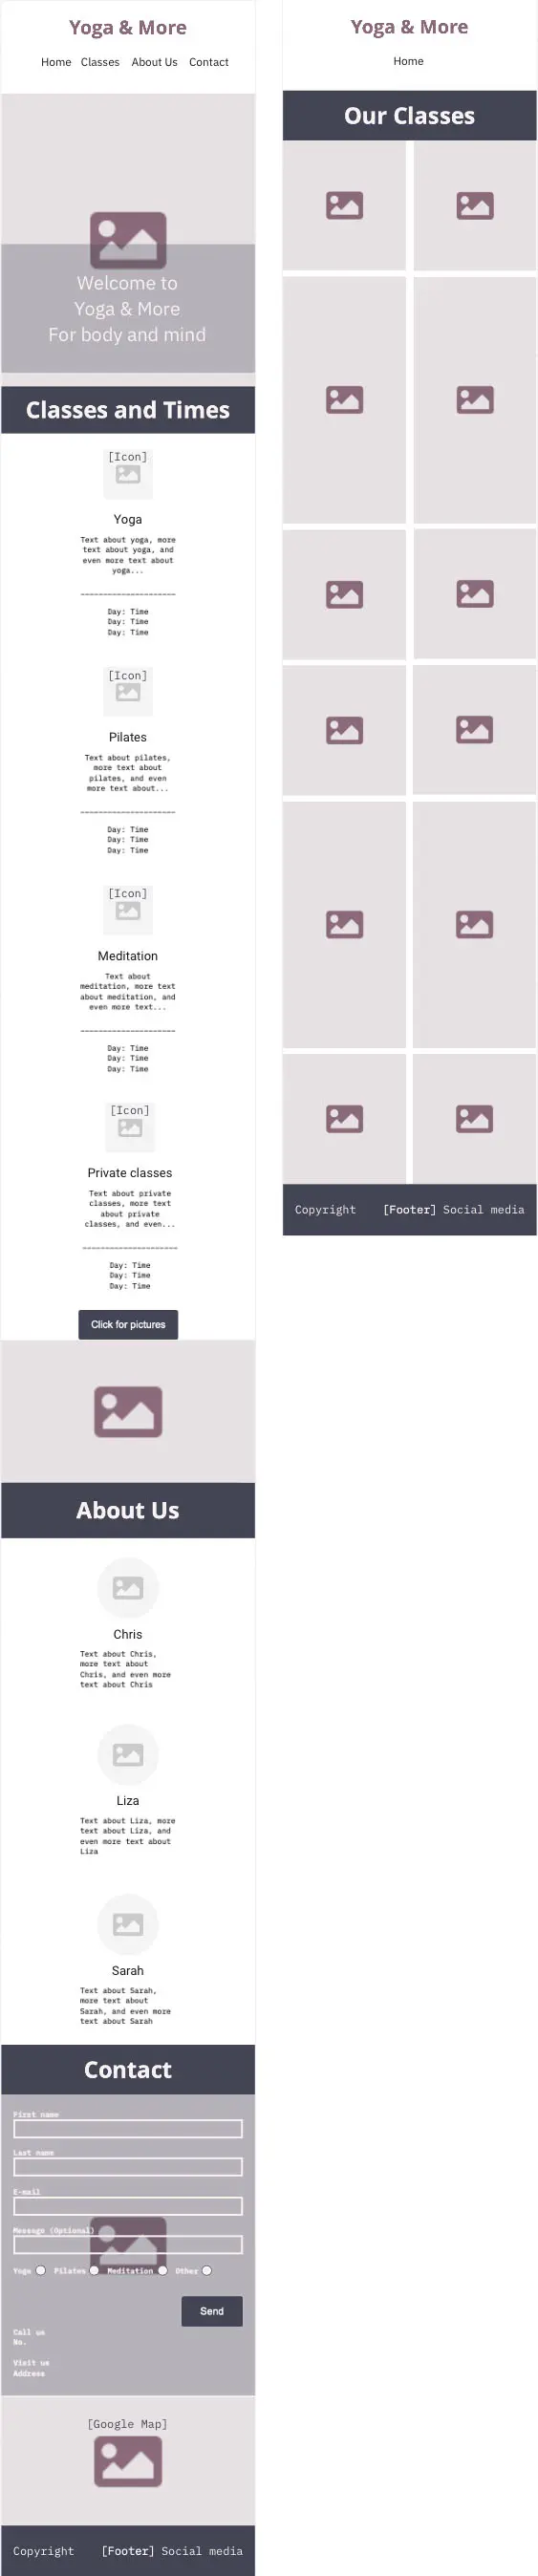 Yoga & More
Home Classes About Us Contact
Welcome to
Yoga & More
For body and mind
Classes and Times
[Icon]
Yoga
Text about yoga, more
text about yoga, and
even more text about
yoga...
---------------------
Day: Time
Day: Time
Day: Time
[Icon]
Pilates
Text about pilates,
more text about
pilates, and even
more text about...
---------------------
Day: Time
Day: Time
Day: Time
[Icon]
Meditation
Text about
meditation, more text
about meditation, and
even more text...
---------------------
Day: Time
Day: Time
Day: Time
[Icon]
Private classes
Text about private
classes, more text
about private
classes, and even...
---------------------
Day: Time
Day: Time
Day: Time
Click for pictures
About Us
Chris
Text about Chris,
more text about
Chris, and even more
text about Chris
Liza
Text about Liza, more
text about Liza, and
even more text about
Liza
Sarah
Text about Sarah,
more text about
Sarah, and even more
text about Sarah
Contact
First name
Last name
E-mail
Message (Optional)
Yoga Pilates Meditation Other
Send
Call us
No.
Visit us
Address
[Google Map]
Copyright [Footer] Social media
Yoga & More
Home
Our Classes
Copyright [Footer] Social media